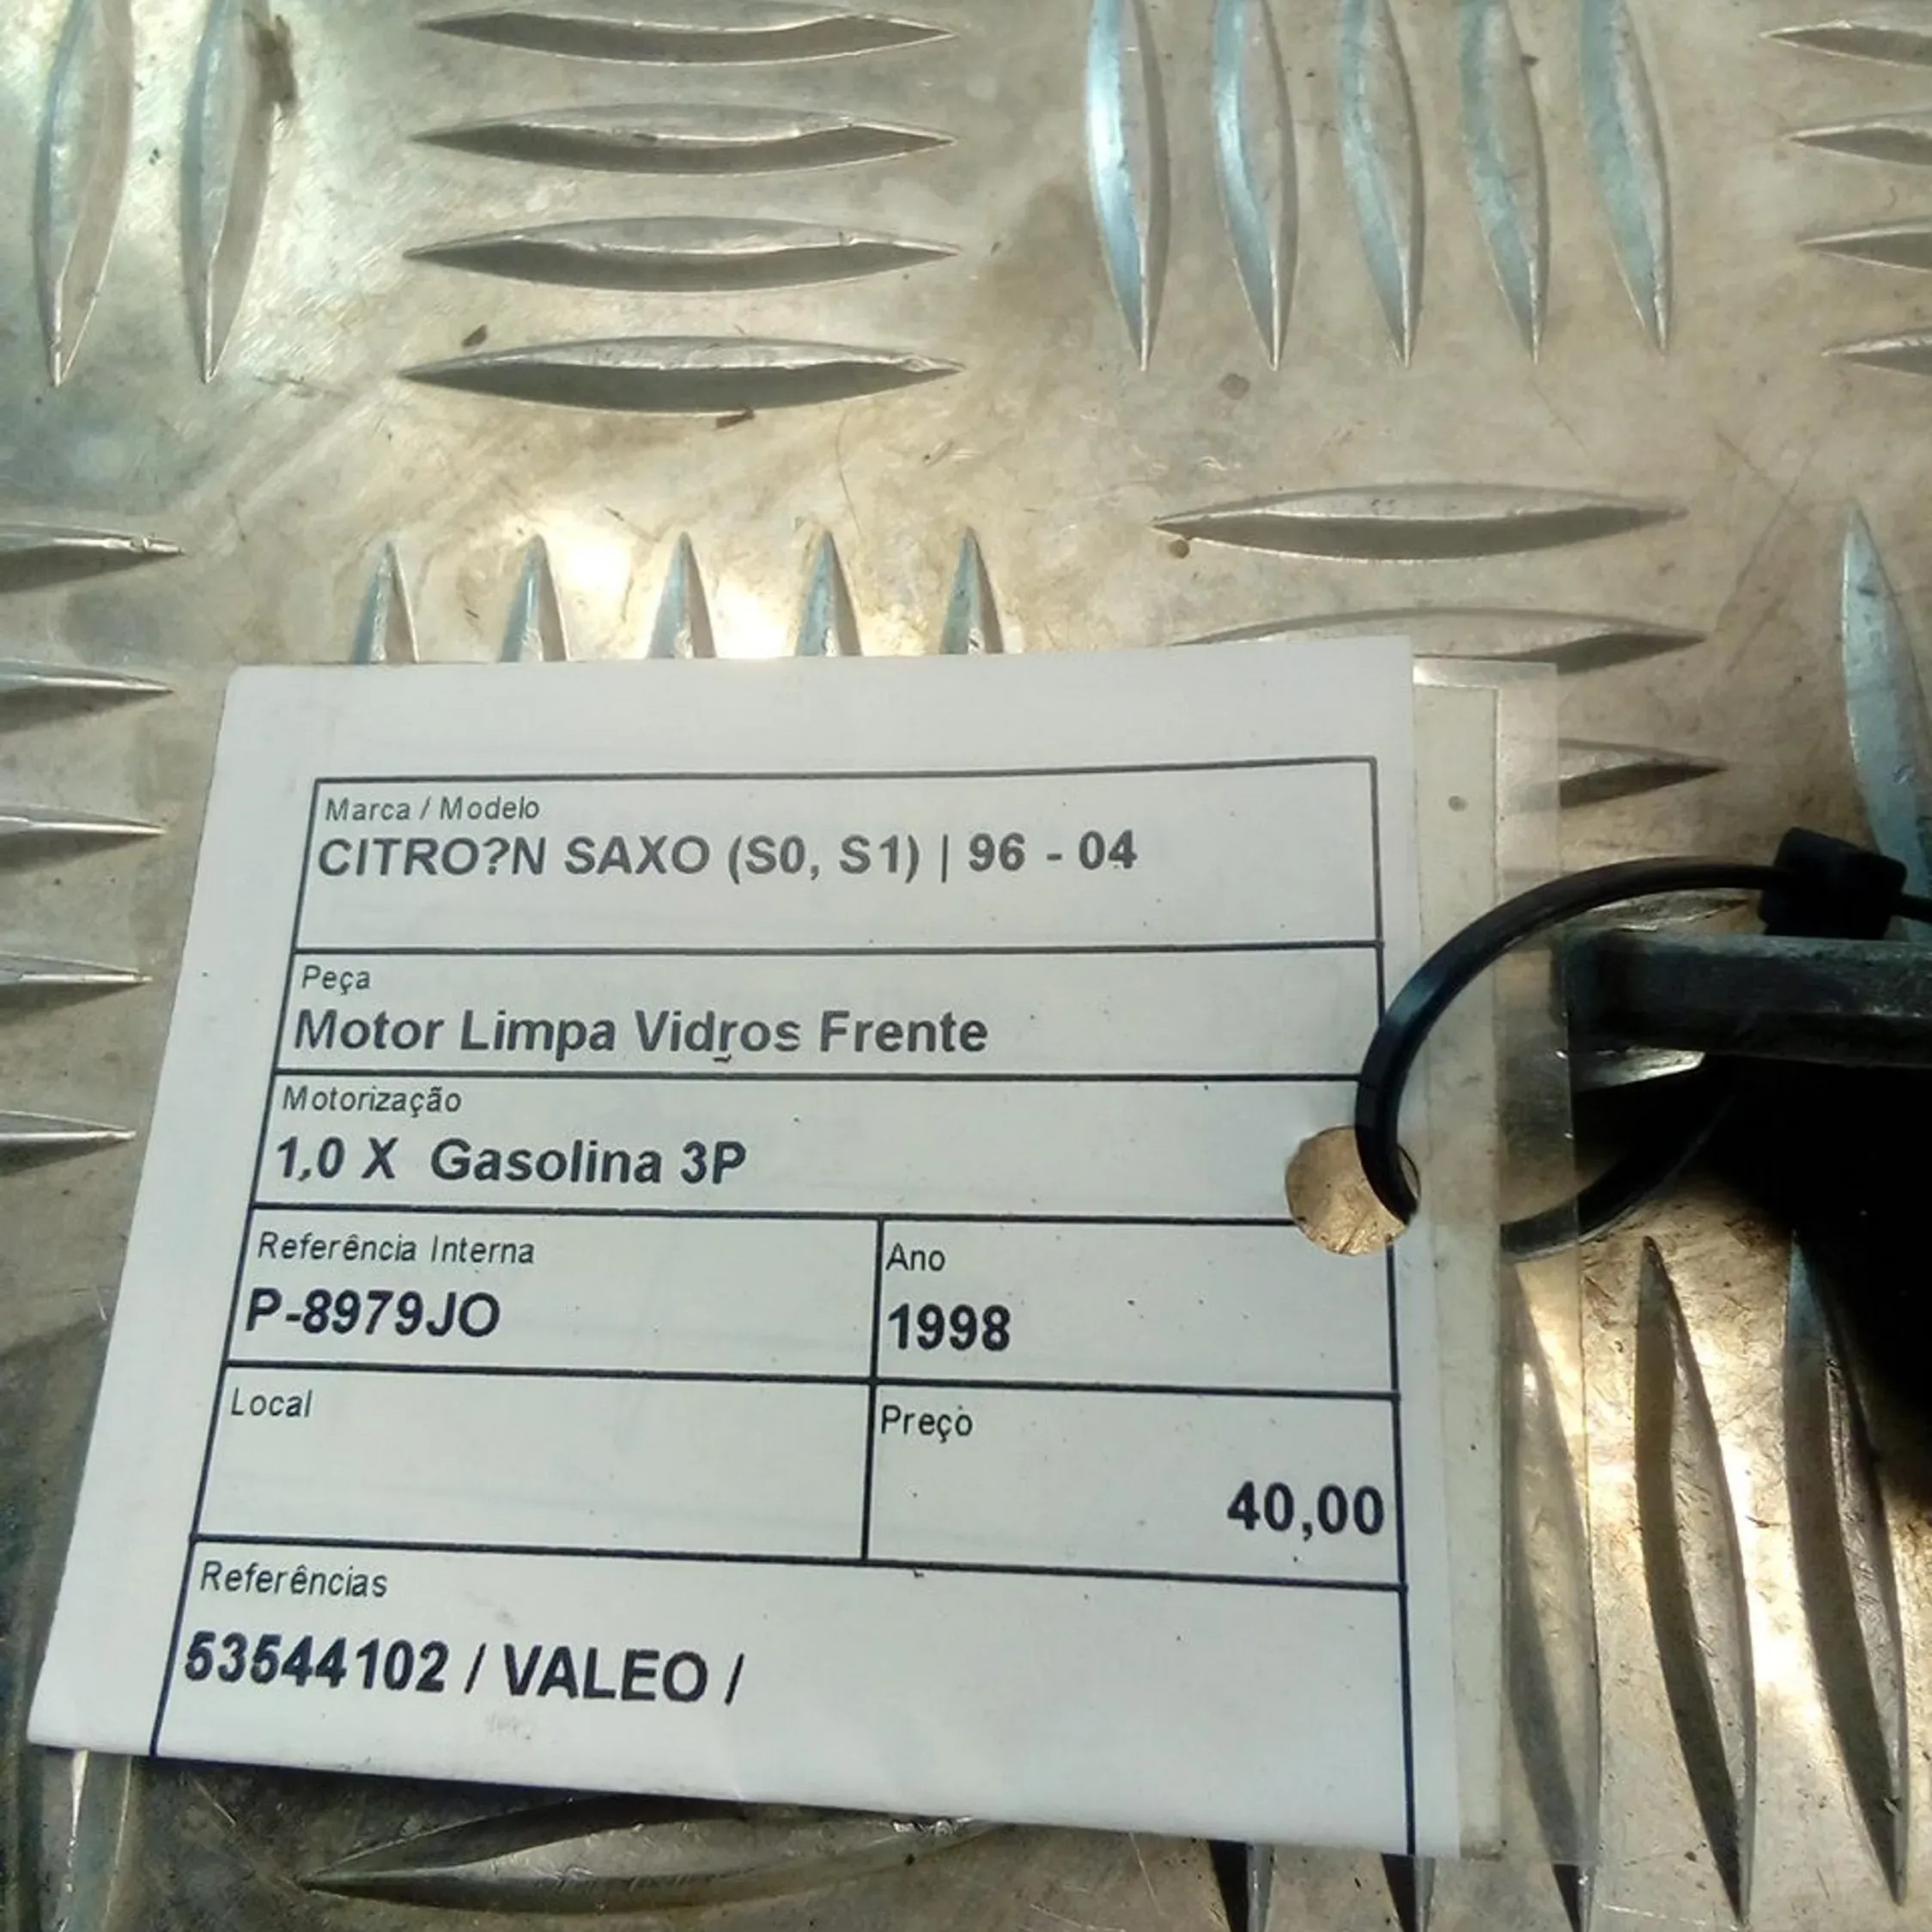 Marca / Modelo
CITRO?N SAXO (S0, S1) | 96 - 04
Peça
Motor Limpa Vidros Frente
Motorização
1,0 X Gasolina 3P
Referência Interna
P-8979JO
Ano
1998
Local
Preço
40,00
Referências
53544102 / VALEO /